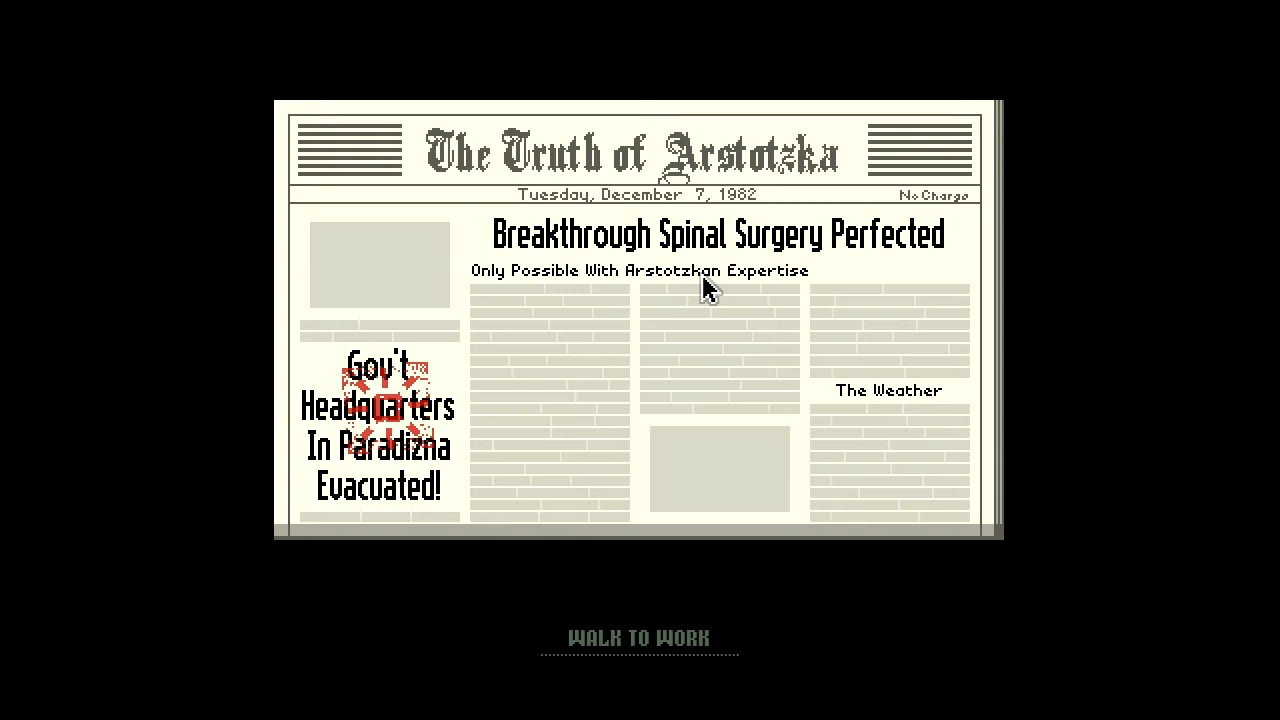 The Truth of Arstotzka
Tuesday, December 7, 1982
No Charge
Breakthrough Spinal Surgery Perfected
Only Possible With Arstotzkan Expertise
Gov't
Headquarters
In Paradizna
Evacuated!
The Weather
WALK TO WORK